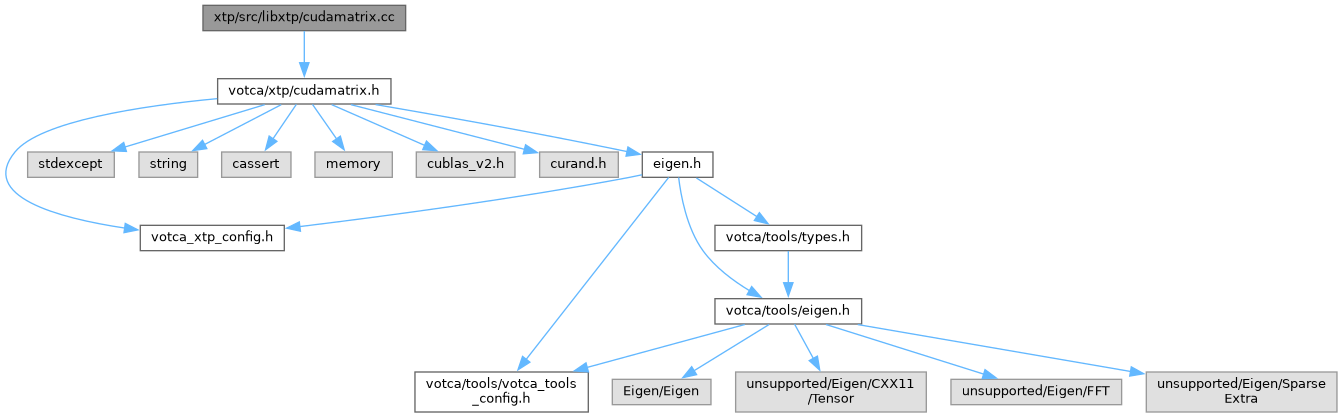 xtp/src/libxtp/cudamatrix.cc
votca/xtp/cudamatrix.h
stdexcept
string
cassert
memory
cublas_v2.h
curand.h
eigen.h
votca_xtp_config.h
votca/tools/types.h
votca/tools/eigen.h
votca/tools/votca_tools
_config.h
Eigen/Eigen
unsupported/Eigen/CXX11
/Tensor
unsupported/Eigen/FFT
unsupported/Eigen/Sparse
Extra